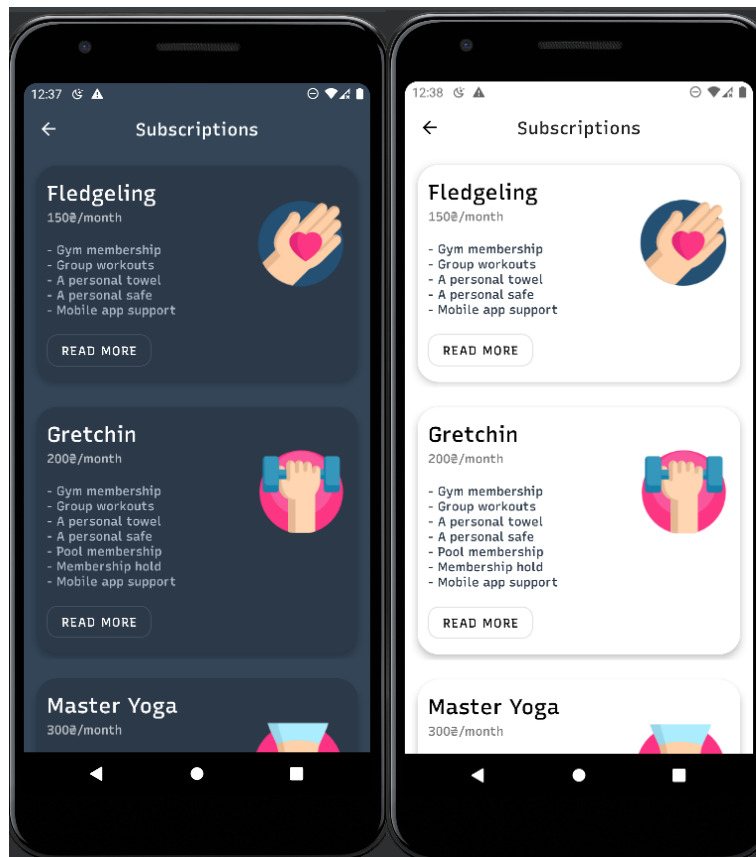 12:37
Subscriptions
Fledgeling
150₴/month
- Gym membership
- Group workouts
- A personal towel
- A personal safe
- Mobile app support
READ MORE
Gretchin
200₴/month
- Gym membership
- Group workouts
- A personal towel
- A personal safe
- Pool membership
- Membership hold
- Mobile app support
READ MORE
Master Yoga
300₴/month
12:38
Subscriptions
Fledgeling
150₴/month
- Gym membership
- Group workouts
- A personal towel
- A personal safe
- Mobile app support
READ MORE
Gretchin
200₴/month
- Gym membership
- Group workouts
- A personal towel
- A personal safe
- Pool membership
- Membership hold
- Mobile app support
READ MORE
Master Yoga
300₴/month